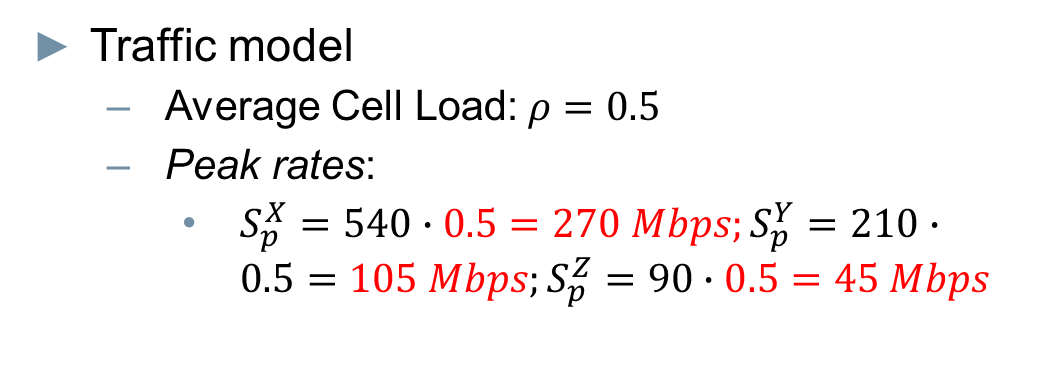 ► Traffic model
– Average Cell Load: ρ = 0.5
– Peak rates:
• S_p^X = 540 · 0.5 = 270 Mbps; S_p^Y = 210 ·
0.5 = 105 Mbps; S_p^Z = 90 · 0.5 = 45 Mbps